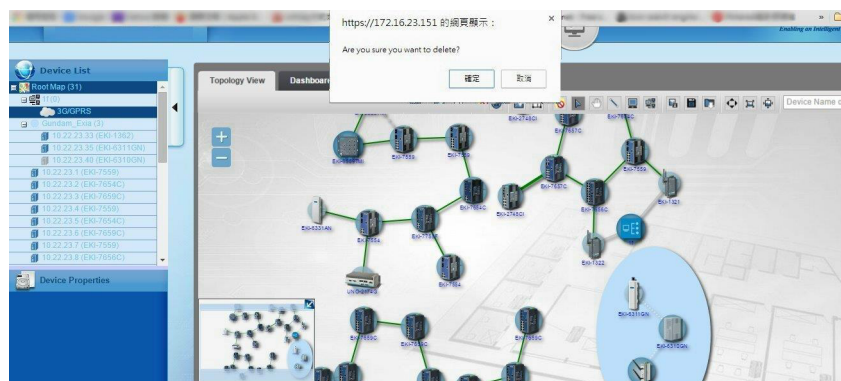 https://172.16.23.151 的網頁顯示：
Are you sure you want to delete?
確定
取消
Enabling an Intelligent
Device List
Root Map (31)
3G/GPRS
Gundam_Exia (3)
10.22.23.33 (EKI-1362)
10.22.23.35 (EKI-6311GN)
10.22.23.40 (EKI-6310GN)
10.22.23.1 (EKI-7559)
10.22.23.2 (EKI-7654C)
10.22.23.3 (EKI-7659C)
10.22.23.4 (EKI-7559)
10.22.23.5 (EKI-7654C)
10.22.23.6 (EKI-7659C)
10.22.23.7 (EKI-7559)
10.22.23.8 (EKI-7656C)
Device Properties
Topology View
Dashboard
Device Name
EKI-2748CI
EKI-7657C
EKI-7559
EKI-7559
EKI-1321
EKI-7657C
EKI-2748CI
EKI-6331AN
EKI-1322
EKI-6311GN
EKI-6310GN